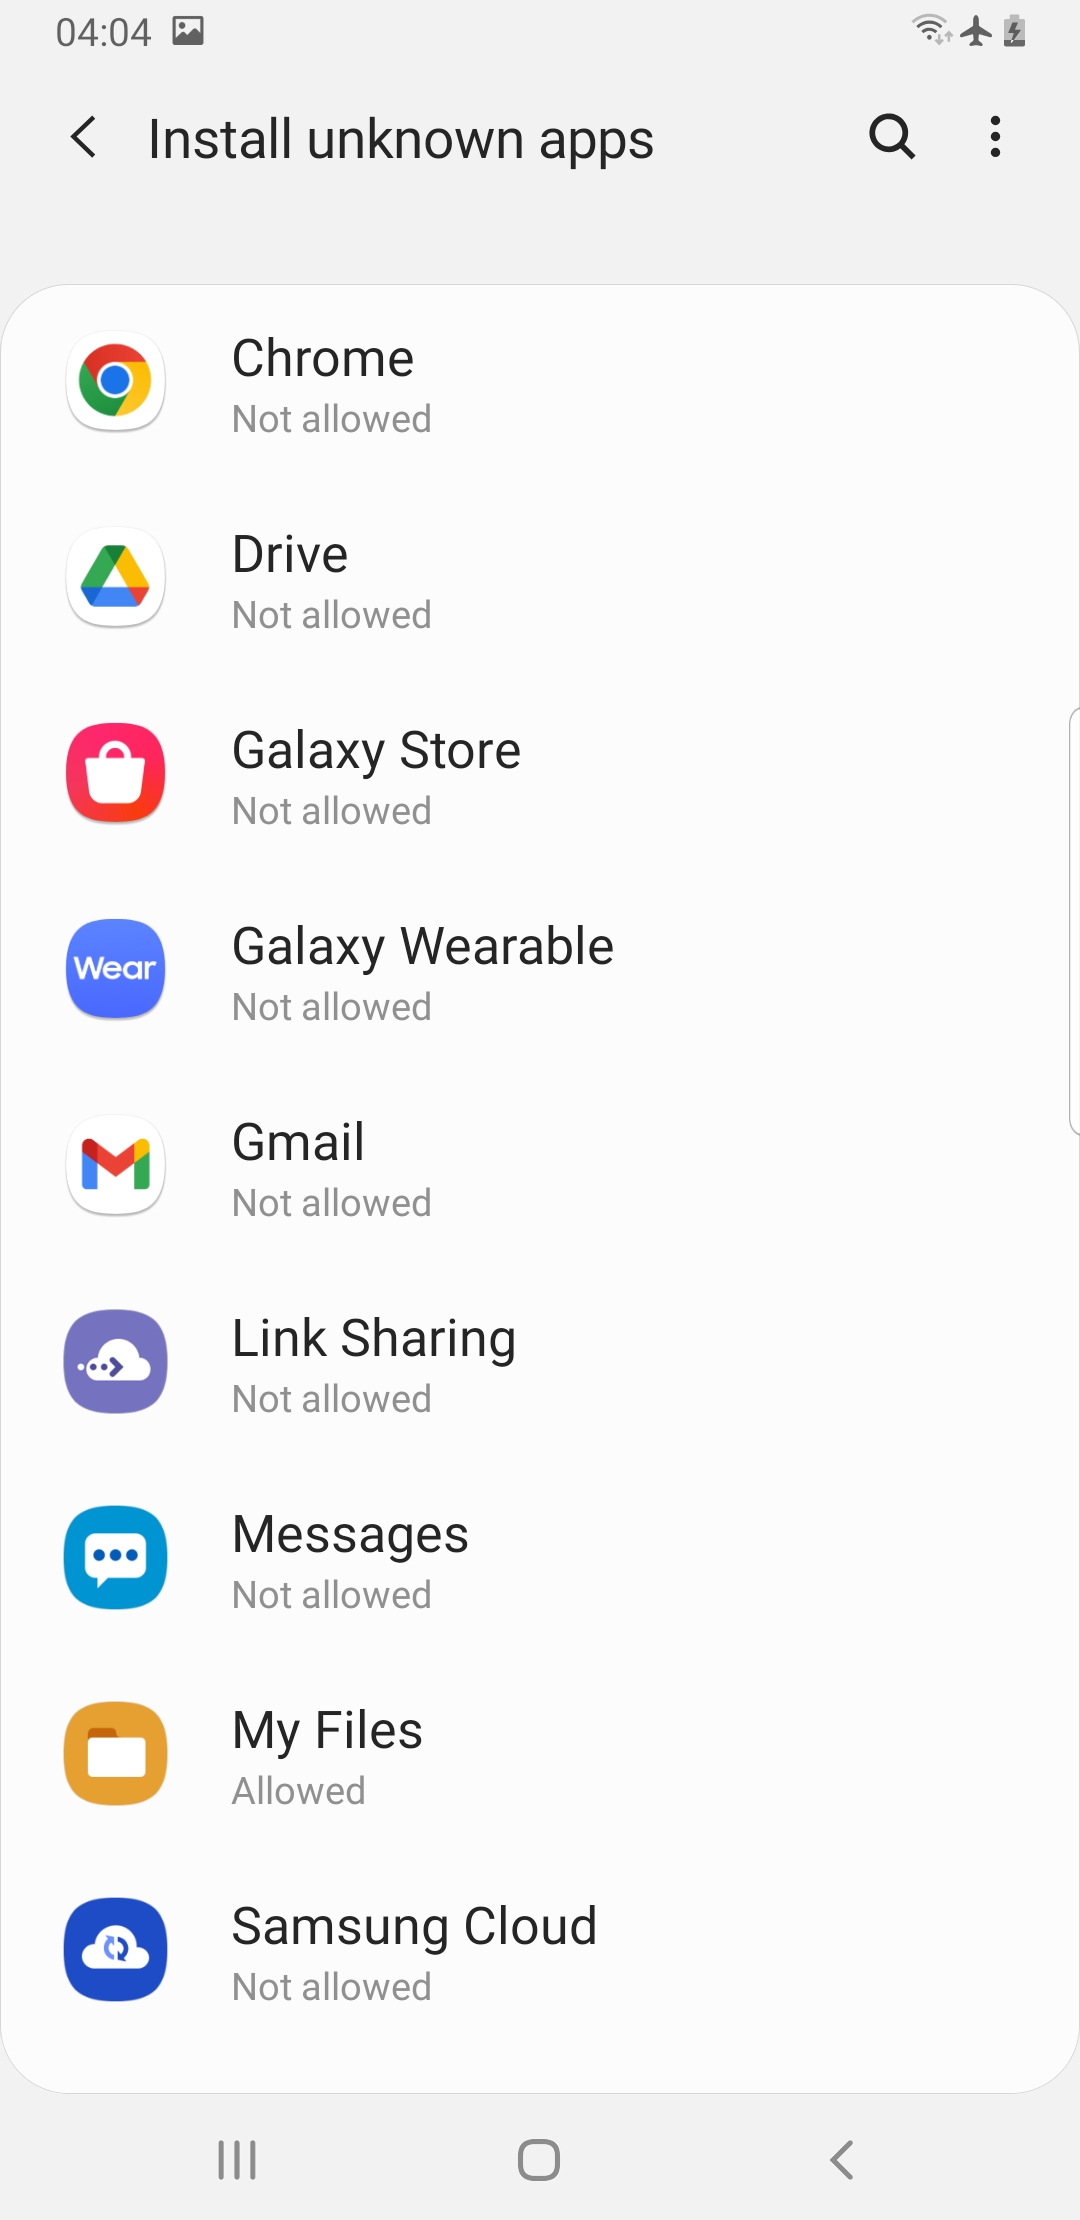 04:04
Install unknown apps
Chrome
Not allowed
Drive
Not allowed
Galaxy Store
Not allowed
Wear
Galaxy Wearable
Not allowed
Gmail
Not allowed
Link Sharing
Not allowed
Messages
Not allowed
My Files
Allowed
Samsung Cloud
Not allowed